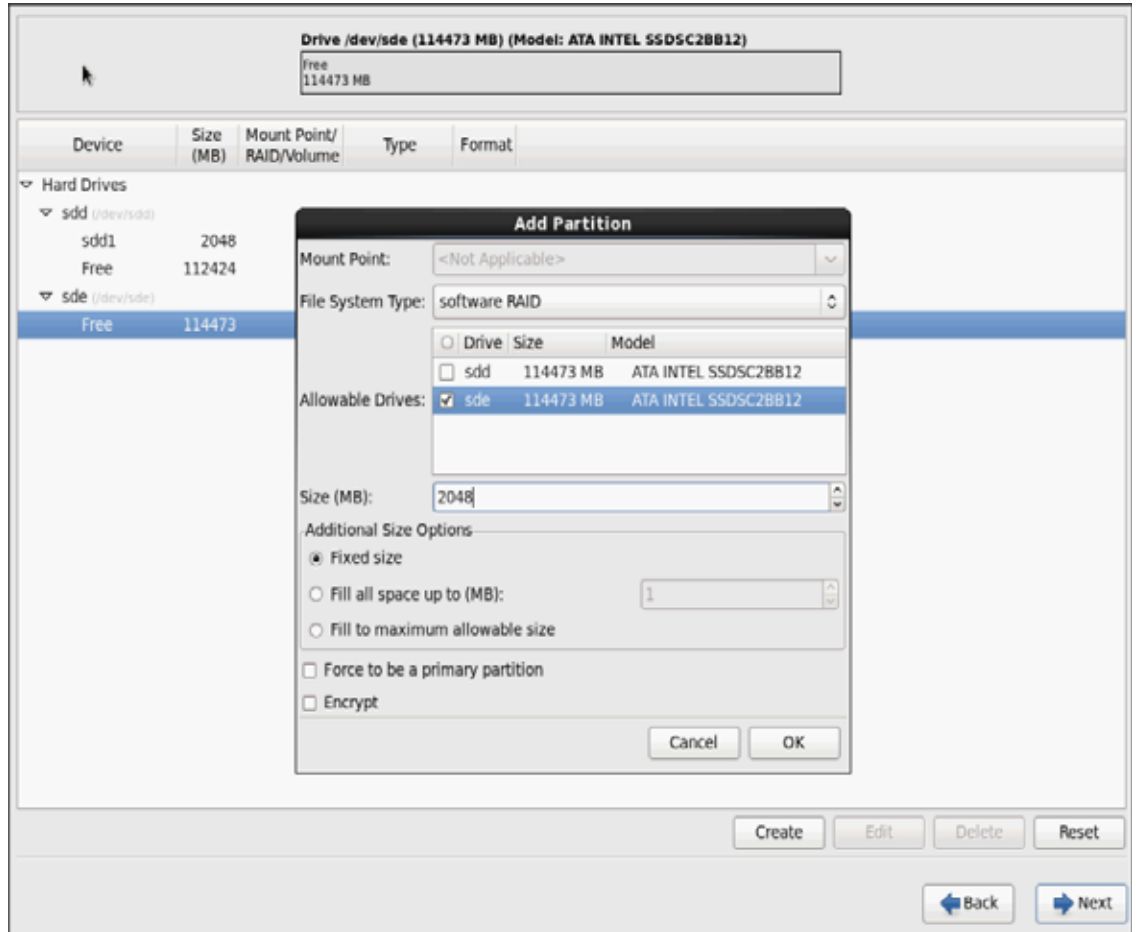 Drive /dev/sde (114473 MB) (Model: ATA INTEL SSDSC2BB12)
Free
114473 MB
Device Size (MB) Mount Point/ RAID/Volume Type Format
Hard Drives
sdd (/dev/sdd)
sdd1 2048
Free 112424
sde (/dev/sde)
Free 114473
Add Partition
Mount Point: <Not Applicable>
File System Type: software RAID
Drive Size Model
sdd 114473 MB ATA INTEL SSDSC2BB12
Allowable Drives: sde 114473 MB ATA INTEL SSDSC2BB12
Size (MB): 2048
Additional Size Options
Fixed size
Fill all space up to (MB): 1
Fill to maximum allowable size
Force to be a primary partition
Encrypt
Cancel OK
Create Edit Delete Reset
Back Next